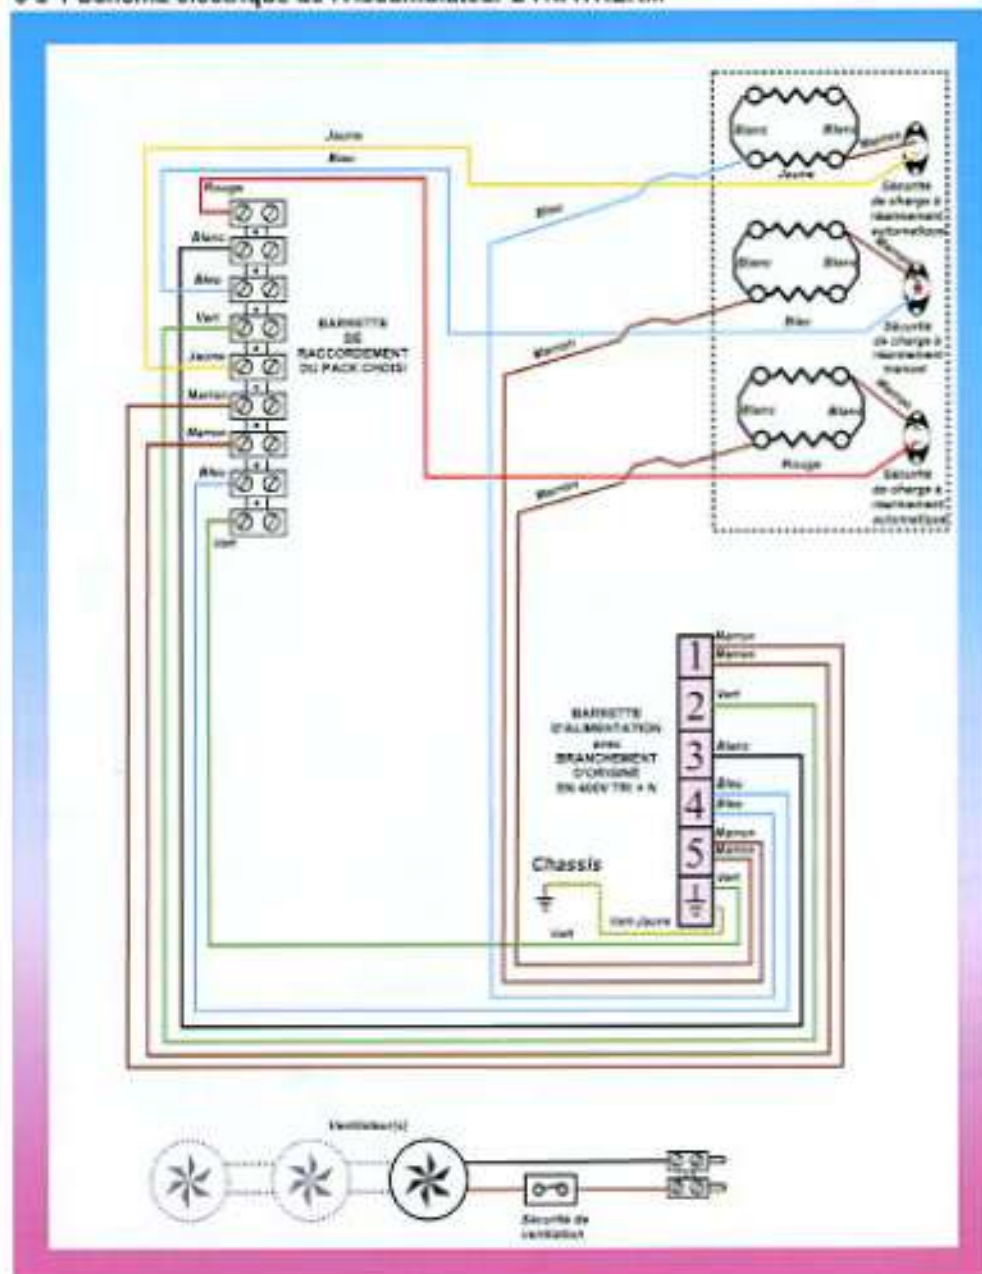 Jaune
Bleu
Rouge
Blanc
Bleu
Vert
Jaune
Marron
Marron
Bleu
Vert
BARRETTE
DE
RACCORDEMENT
DU PACK CHOISI
Blanc
Blanc
Marron
Jaune
Sécurité
de charge à
réarmement
automatique
Bleu
Blanc
Blanc
Marron
Bleu
Sécurité
de charge à
réarmement
manuel
Marron
Blanc
Blanc
Marron
Rouge
Sécurité
de charge à
réarmement
automatique
Marron
BARRETTE
D'ALIMENTATION
avec
BRANCHEMENT
D'ORIGINE
EN 400V TRI + N
1
2
3
4
5
Marron
Marron
Vert
Blanc
Bleu
Bleu
Marron
Marron
Vert
Chassis
Vert-Jaune
Vert
Ventilateur(s)
Sécurité de
ventilation